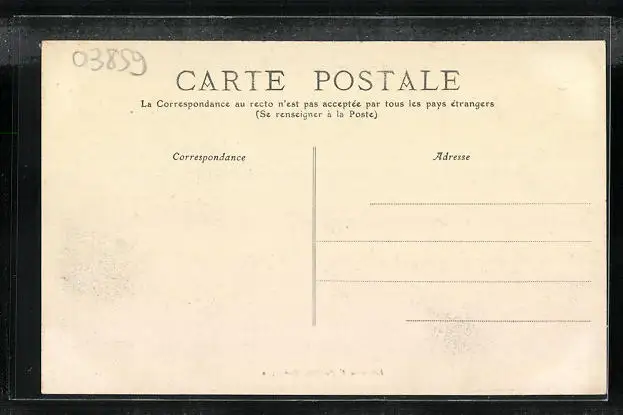 03859
CARTE POSTALE
La Correspondance au recto n'est pas acceptée par tous les pays étrangers
(Se renseigner à la Poste)
Correspondance
Adresse